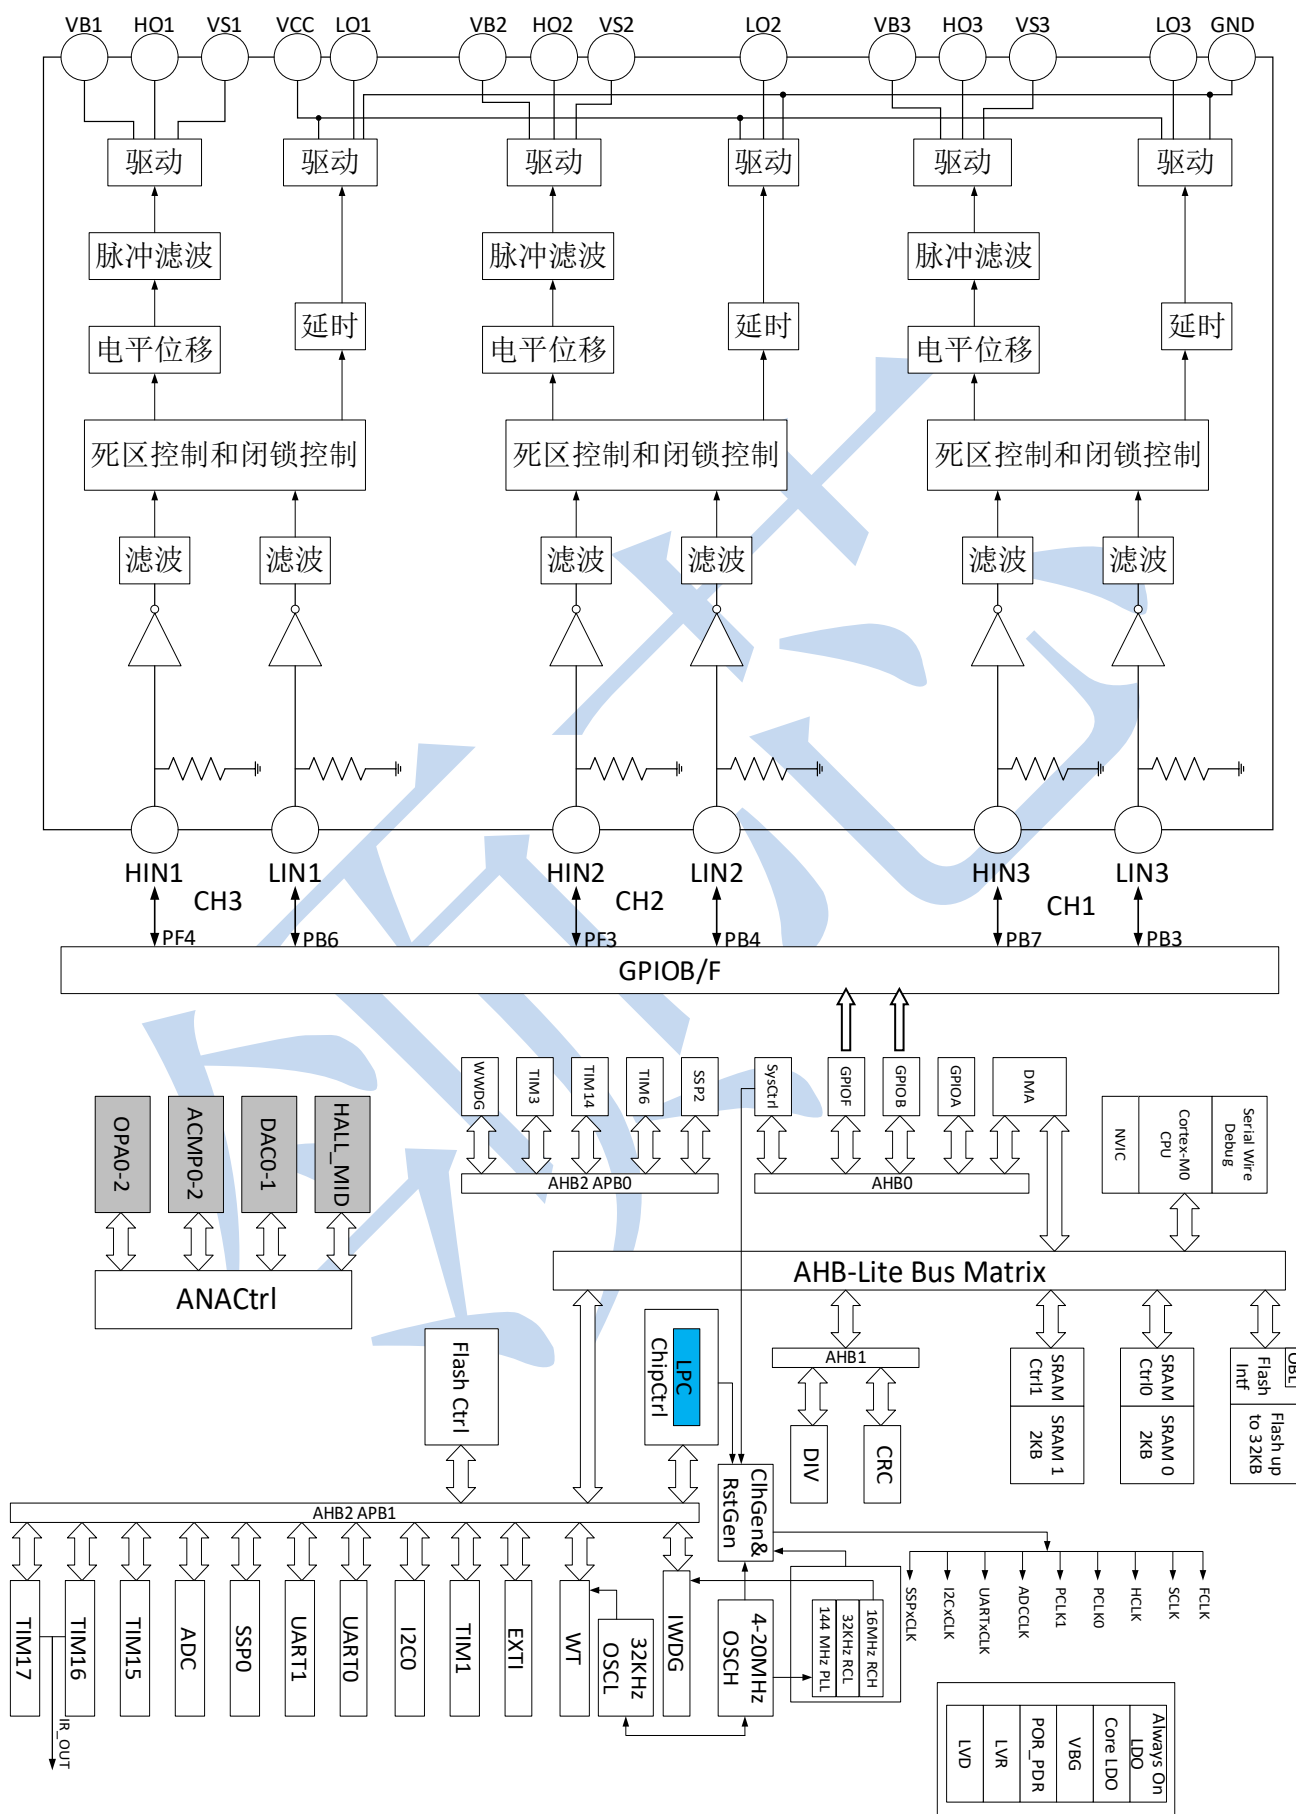 VB1 HO1 VS1 VCC LO1 VB2 HO2 VS2 LO2 VB3 HO3 VS3 LO3 GND
驱动 驱动 驱动 驱动 驱动 驱动
脉冲滤波 脉冲滤波 脉冲滤波
延时 延时 延时
电平位移 电平位移 电平位移
死区控制和闭锁控制 死区控制和闭锁控制 死区控制和闭锁控制
滤波 滤波 滤波 滤波 滤波 滤波
HIN1 LIN1 HIN2 LIN2 HIN3 LIN3
CH3 CH2 CH1
PF4 PB6 PF3 PB4 PB7 PB3
GPIOB/F
WWDG
TIM3
TIM14
TIM6
SSP2
SysCtrl
GPIOF
GPIOB
GPIOA
DMA
NVIC
Cortex-M0
CPU
Serial Wire
Debug
OPA0-2
ACMP0-2
DAC0-1
HALL_MID
AHB2 APB0
AHB0
ANACtrl
AHB-Lite Bus Matrix
Flash Ctrl
LPC
ChipCtrl
AHB1
DIV
CRC
SRAM
Ctrl1
SRAM 1
2KB
SRAM
Ctrl0
SRAM 0
2KB
OBL
Flash
Intf
Flash up
to 32KB
ClhGen&
RstGen
AHB2 APB1
TIM17
TIM16
TIM15
ADC
SSP0
UART1
UART0
I2C0
TIM1
EXTI
WT
32KHz
OSCL
IWDG
4-20MHz
OSCH
144 MHz PLL
32KHz RCL
16MHz RCH
SSPxCLK
I2CxCLK
UARTxCLK
ADCCLK
PCLK1
PCLK0
HCLK
SCLK
FCLK
IR_OUT
LVD
LVR
POR_PDR
VBG
Core LDO
Always On
LDO